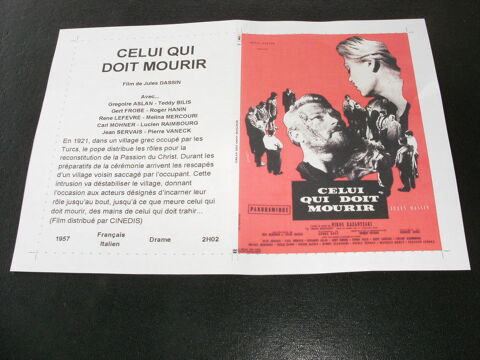 CELUI QUI
DOIT MOURIR
Film de Jules DASSIN
Avec...
Gregoire ASLAN - Teddy BILIS
Gert FROBE - Roger HANIN
Rene LEFEVRE - Melina MERCOURI
Carl MOHNER - Lucien RAIMBOURG
Jean SERVAIS - Pierre VANECK
En 1921, dans un village grec occupé par les
Turcs, le pope distribue les rôles pour la
reconstitution de la Passion du Christ. Durant les
préparatifs de la cérémonie arrivent les rescapés
d'un village voisin saccagé par l'occupant. Cette
intrusion va déstabiliser le village, donnant
l'occasion aux acteurs désignés d'incarner leur
rôle jusqu'au bout, jusqu'à ce que meure celui qui
doit mourir, des mains de celui qui doit trahir...
(Film distribué par CINEDIS)
1957
Français
Italien
Drame
2H02
CELUI
QUI DOIT
MOURIR
PANORAMIQUE
JULES DASSIN
NIKOS KAZANTZAKI